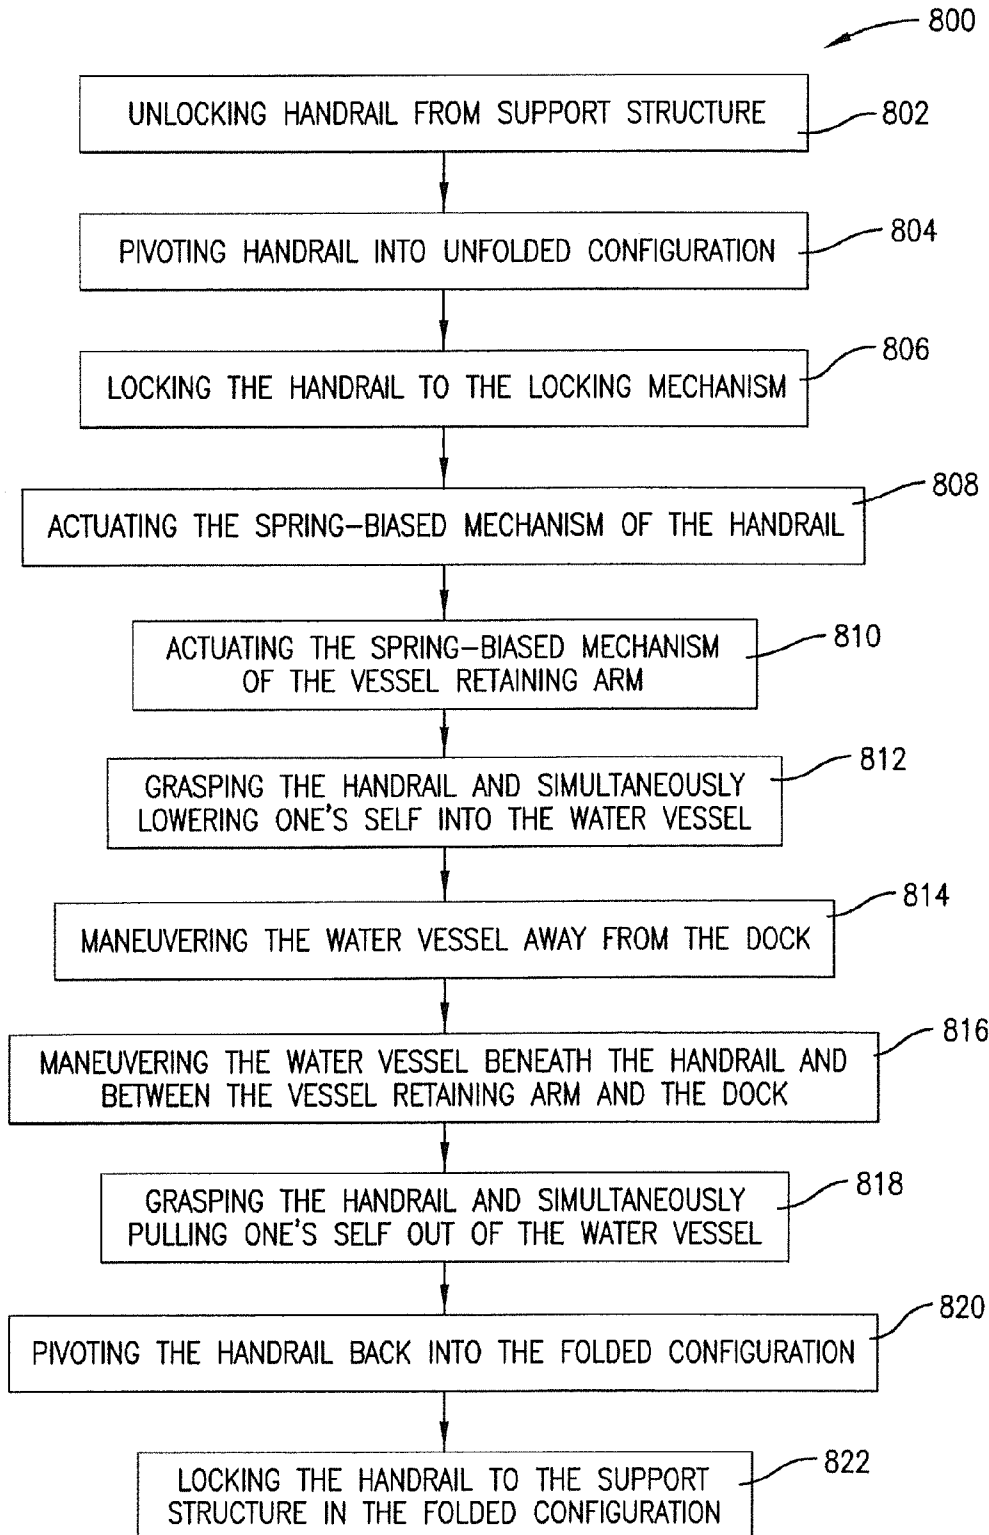 800
UNLOCKING HANDRAIL FROM SUPPORT STRUCTURE
802
PIVOTING HANDRAIL INTO UNFOLDED CONFIGURATION
804
LOCKING THE HANDRAIL TO THE LOCKING MECHANISM
806
ACTUATING THE SPRING-BIASED MECHANISM OF THE HANDRAIL
808
ACTUATING THE SPRING-BIASED MECHANISM
OF THE VESSEL RETAINING ARM
810
GRASPING THE HANDRAIL AND SIMULTANEOUSLY
LOWERING ONE'S SELF INTO THE WATER VESSEL
812
MANEUVERING THE WATER VESSEL AWAY FROM THE DOCK
814
MANEUVERING THE WATER VESSEL BENEATH THE HANDRAIL AND
BETWEEN THE VESSEL RETAINING ARM AND THE DOCK
816
GRASPING THE HANDRAIL AND SIMULTANEOUSLY
PULLING ONE'S SELF OUT OF THE WATER VESSEL
818
PIVOTING THE HANDRAIL BACK INTO THE FOLDED CONFIGURATION
820
LOCKING THE HANDRAIL TO THE SUPPORT
STRUCTURE IN THE FOLDED CONFIGURATION
822